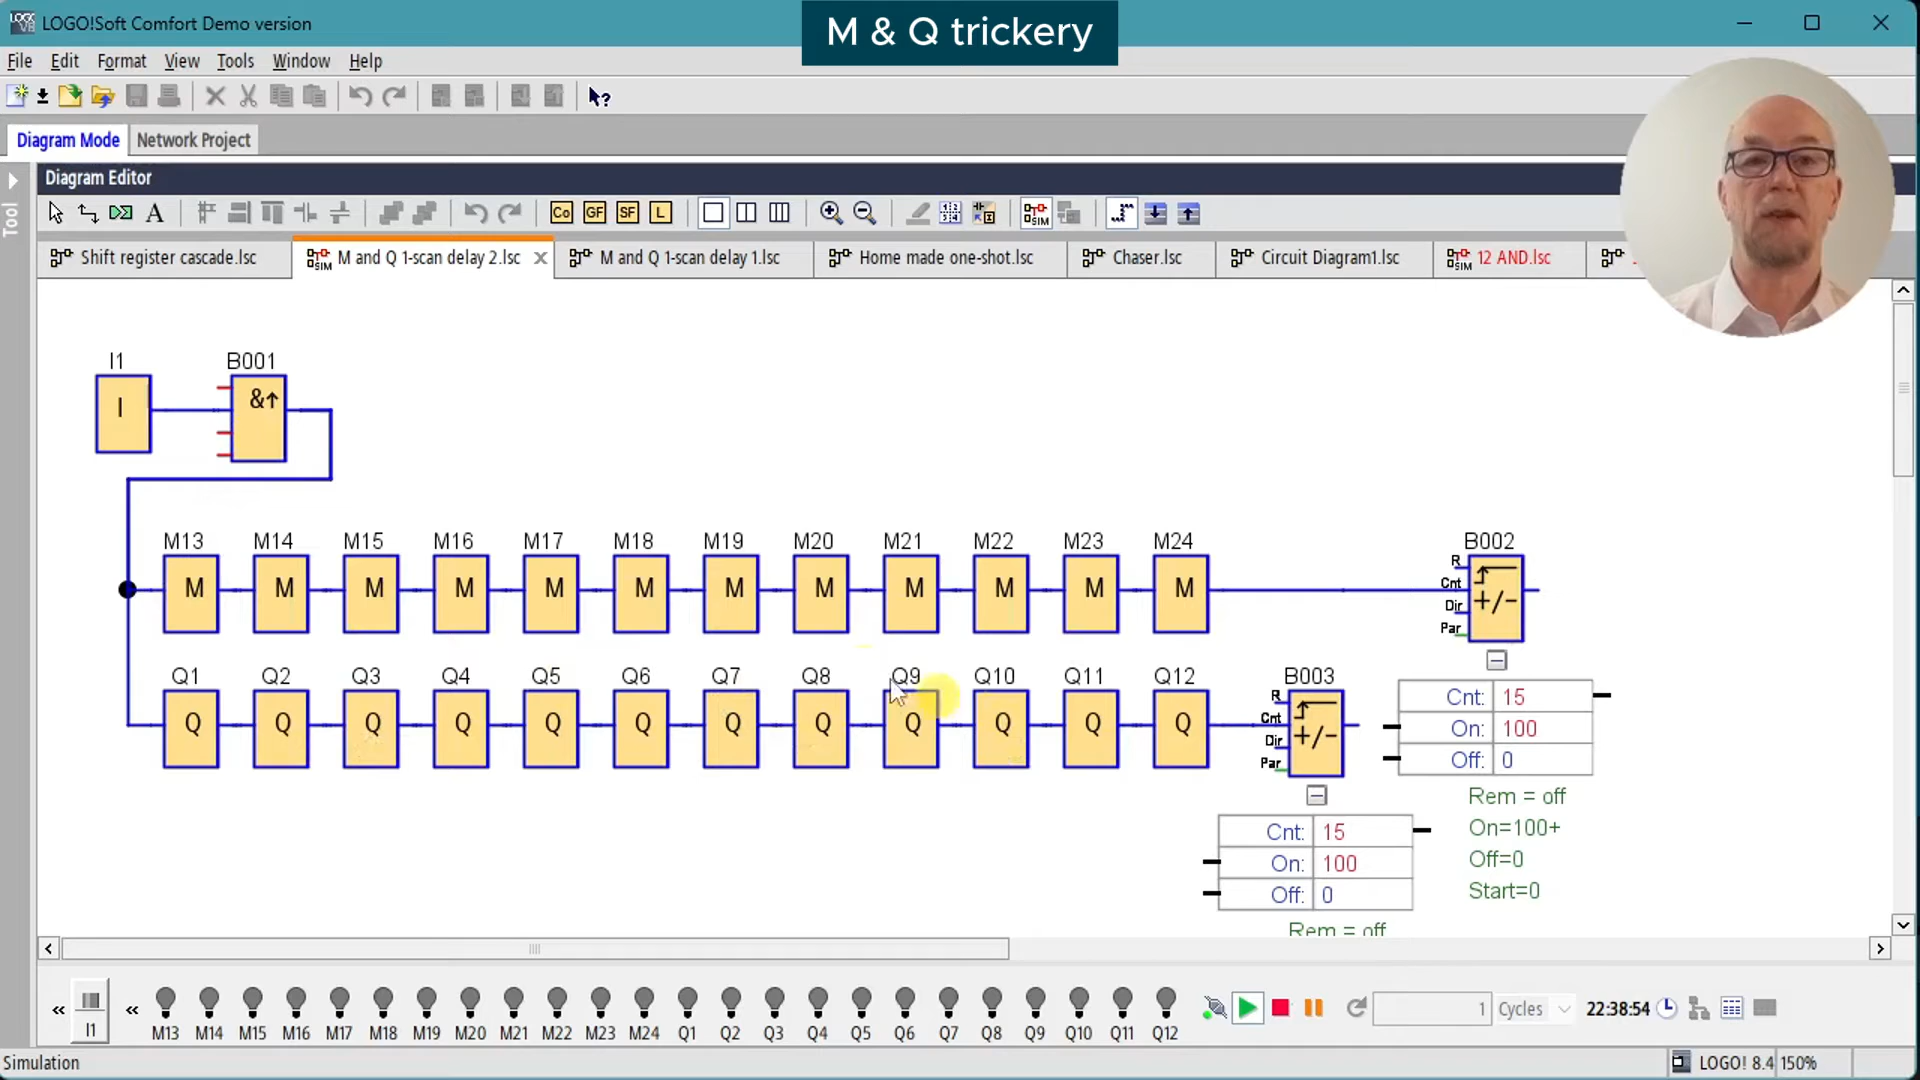 LOGO!Soft Comfort Demo version
M & Q trickery
File Edit Format View Tools Window Help
Diagram Mode Network Project
Tool
Diagram Editor
A Co GF SF L SIM
Shift register cascade.lsc M and Q 1-scan delay 2.lsc M and Q 1-scan delay 1.lsc Home made one-shot.lsc Chaser.lsc Circuit Diagram1.lsc 12 AND.lsc
I1 B001
I &↑
M13 M14 M15 M16 M17 M18 M19 M20 M21 M22 M23 M24 B002
M M M M M M M M M M M M
R
Cnt
Dir
Par
+/-
Q1 Q2 Q3 Q4 Q5 Q6 Q7 Q8 Q9 Q10 Q11 Q12 B003
Q Q Q Q Q Q Q Q Q Q Q Q
R
Cnt
Dir
Par
+/-
Cnt: 15
On: 100
Off: 0
Rem = off
On=100+
Off=0
Start=0
Cnt: 15
On: 100
Off: 0
Rem = off
I1 M13 M14 M15 M16 M17 M18 M19 M20 M21 M22 M23 M24 Q1 Q2 Q3 Q4 Q5 Q6 Q7 Q8 Q9 Q10 Q11 Q12
1 Cycles 22:38:54
Simulation
LOGO! 8.4 150%